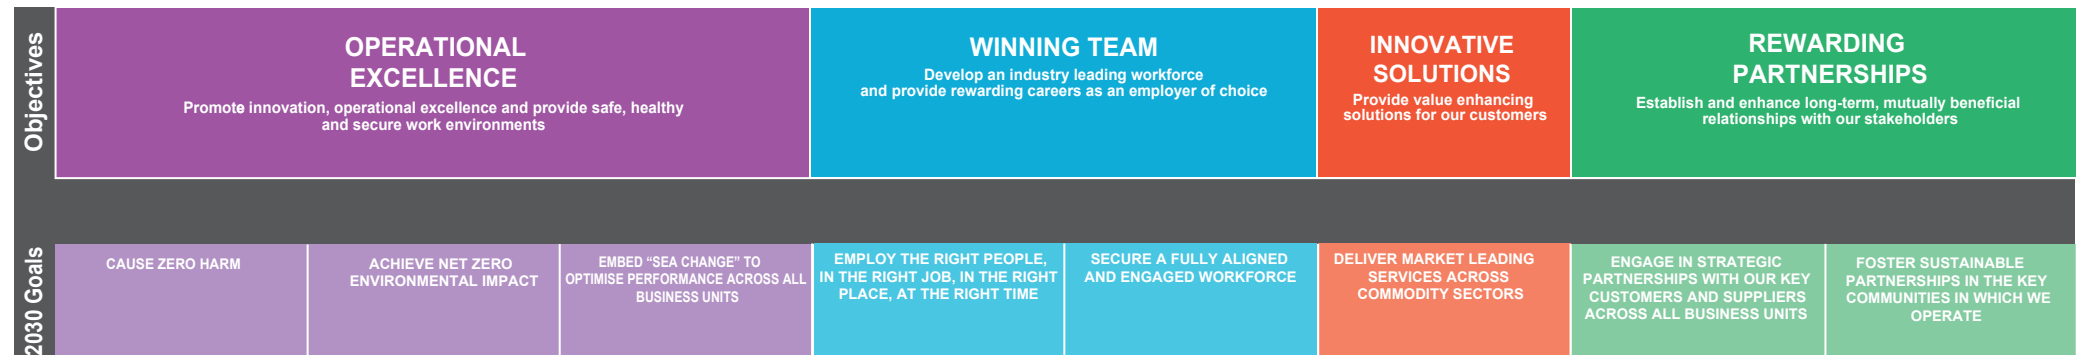 Objectives
OPERATIONAL
EXCELLENCE
Promote innovation, operational excellence and provide safe, healthy
and secure work environments
WINNING TEAM
Develop an industry leading workforce
and provide rewarding careers as an employer of choice
INNOVATIVE
SOLUTIONS
Provide value enhancing
solutions for our customers
REWARDING
PARTNERSHIPS
Establish and enhance long-term, mutually beneficial
relationships with our stakeholders
2030 Goals
CAUSE ZERO HARM
ACHIEVE NET ZERO
ENVIRONMENTAL IMPACT
EMBED “SEA CHANGE” TO
OPTIMISE PERFORMANCE ACROSS ALL
BUSINESS UNITS
EMPLOY THE RIGHT PEOPLE,
IN THE RIGHT JOB, IN THE RIGHT
PLACE, AT THE RIGHT TIME
SECURE A FULLY ALIGNED
AND ENGAGED WORKFORCE
DELIVER MARKET LEADING
SERVICES ACROSS
COMMODITY SECTORS
ENGAGE IN STRATEGIC
PARTNERSHIPS WITH OUR KEY
CUSTOMERS AND SUPPLIERS
ACROSS ALL BUSINESS UNITS
FOSTER SUSTAINABLE
PARTNERSHIPS IN THE KEY
COMMUNITIES IN WHICH WE
OPERATE